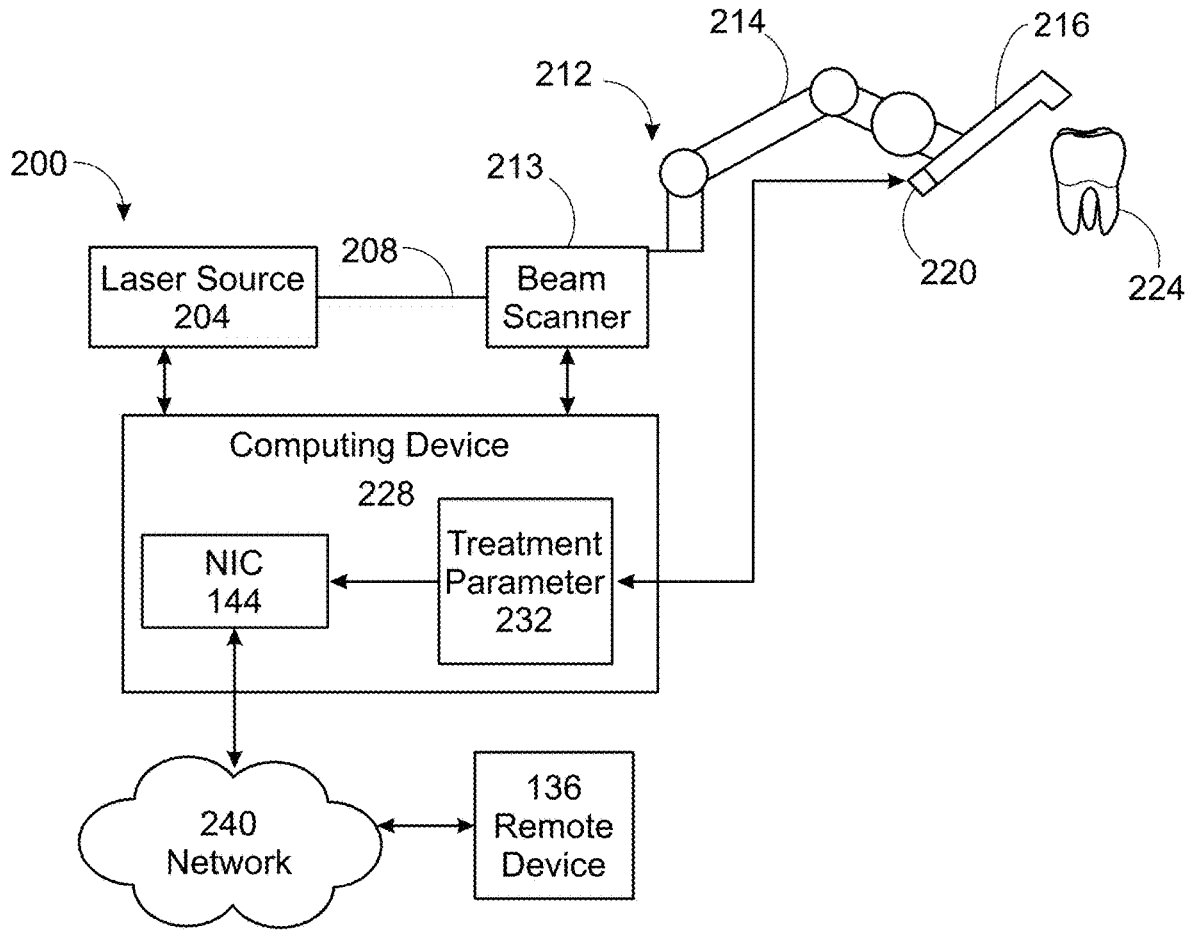 214
216
212
200
213
208
Laser Source
204
Beam
Scanner
220
224
Computing Device
228
NIC
144
Treatment
Parameter
232
240
Network
136
Remote
Device